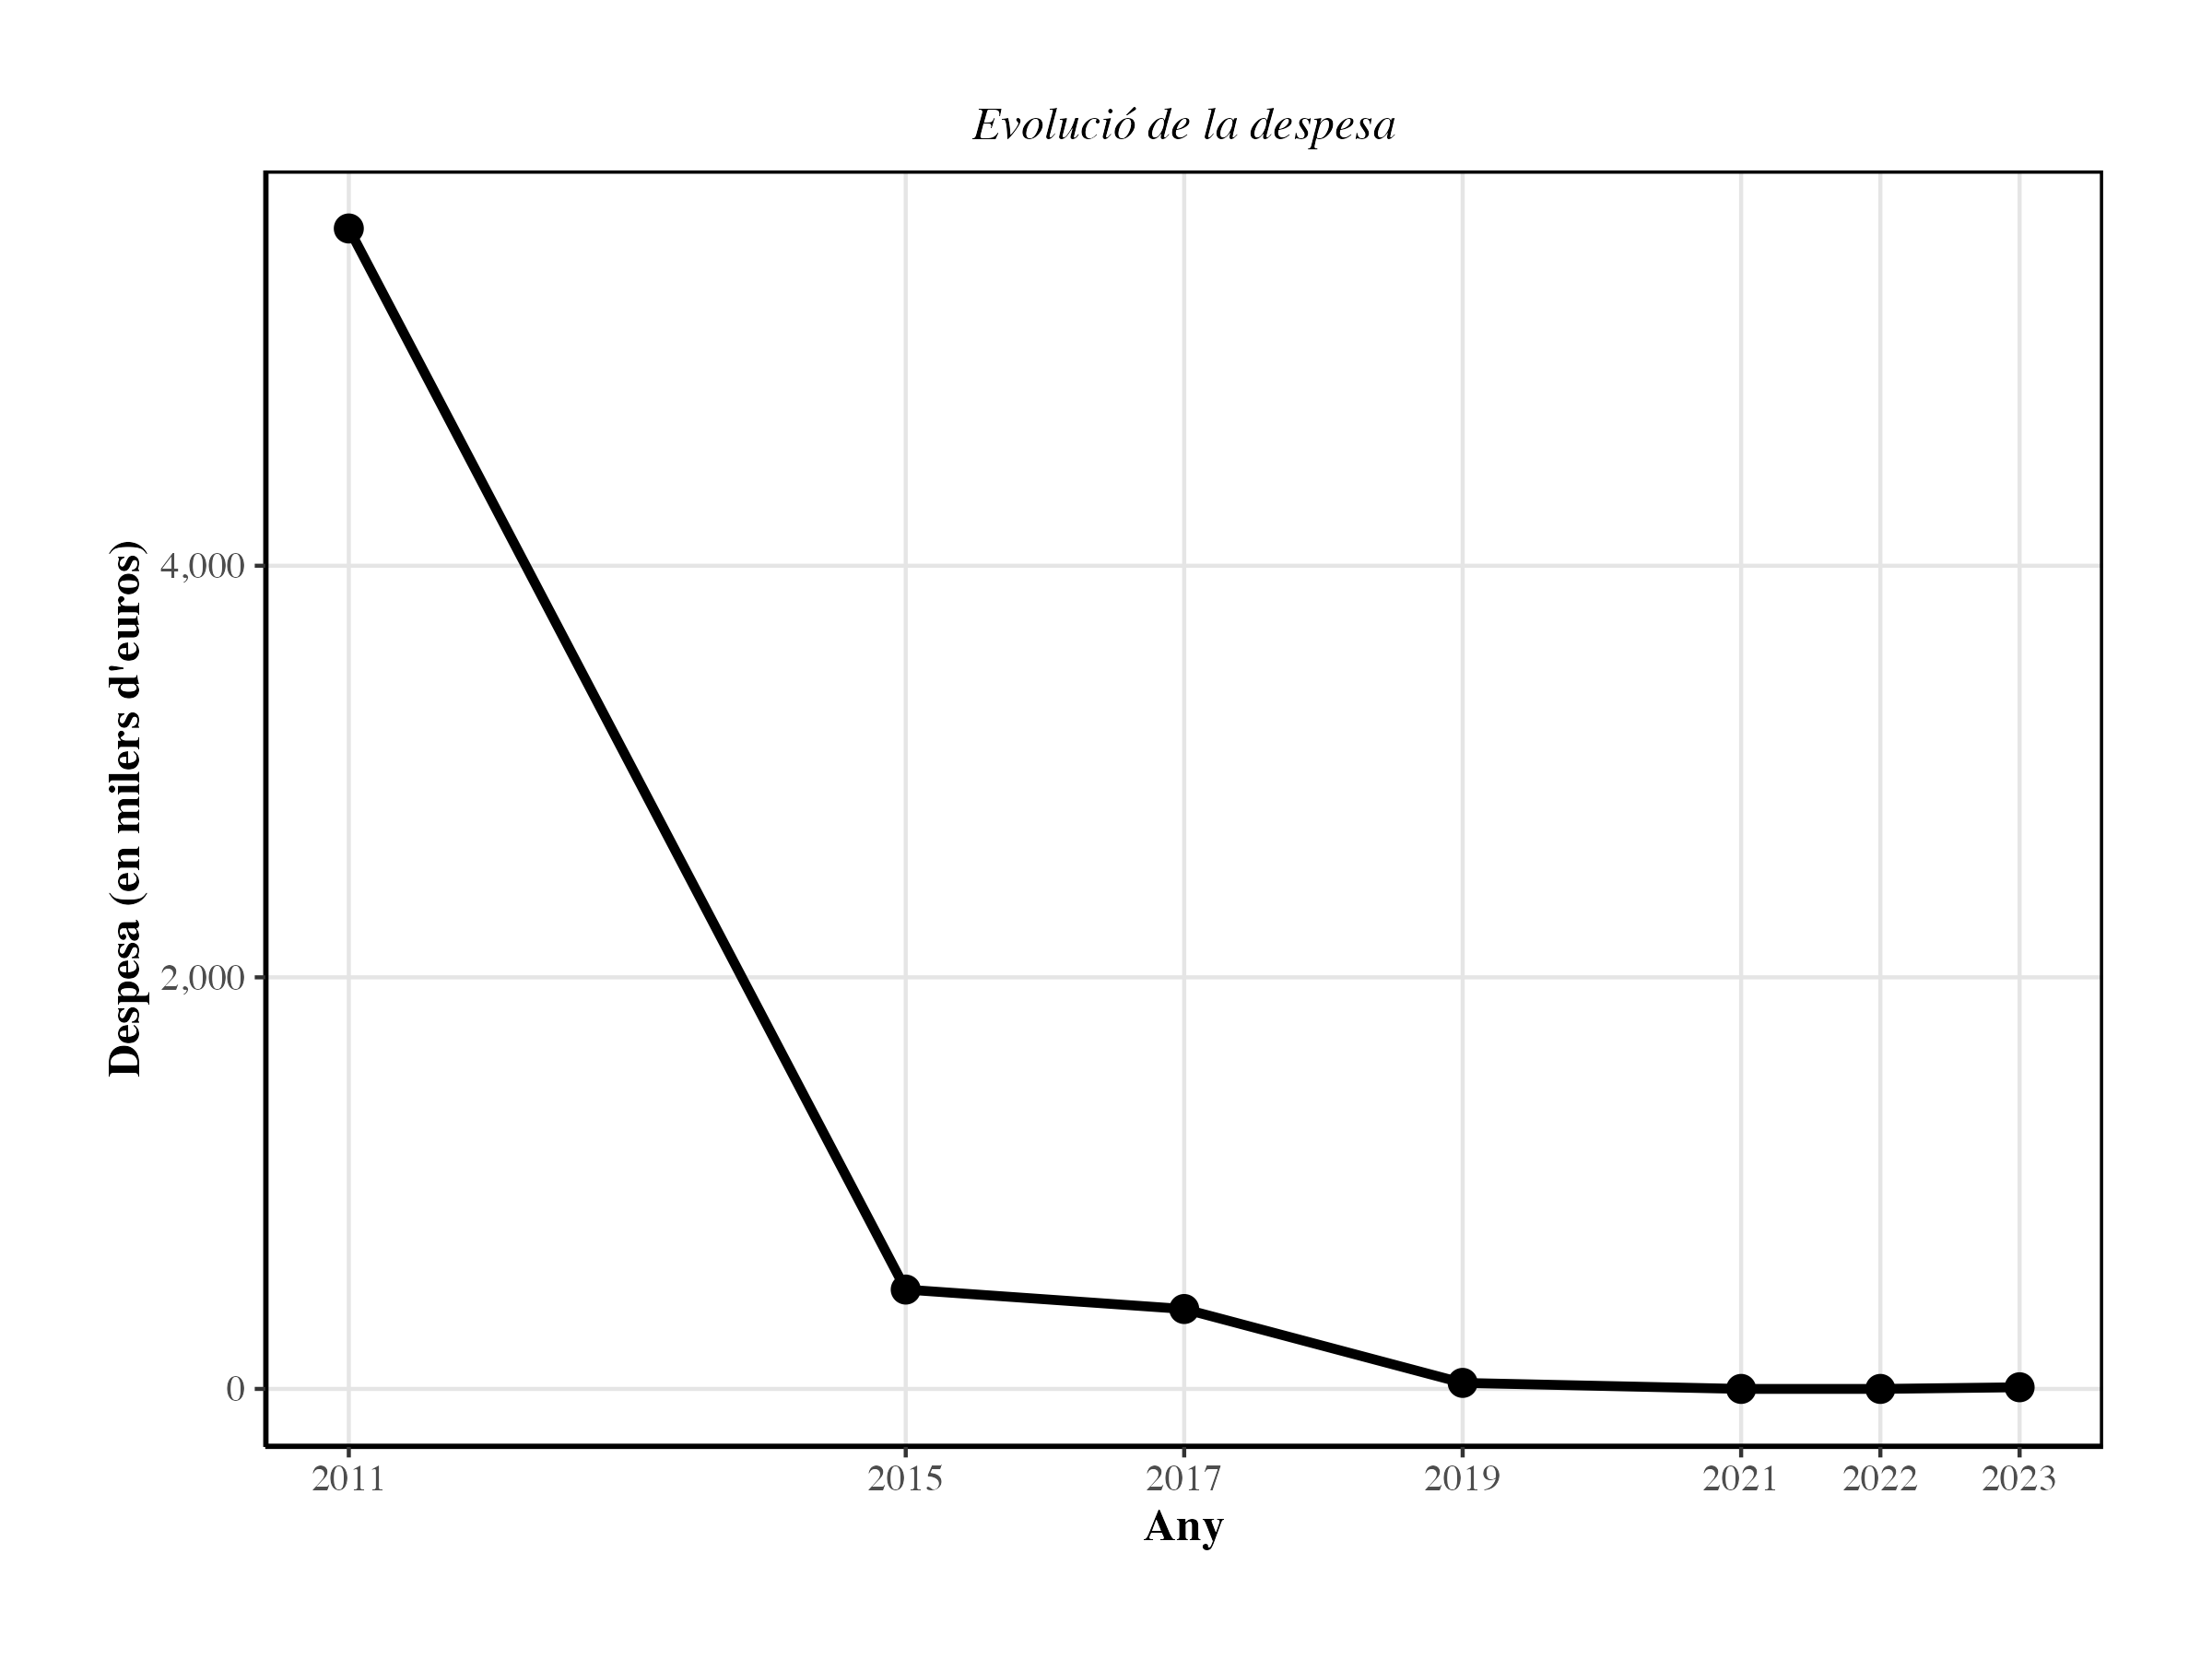 Evolució de la despesa
Despesa (en milers d'euros)
4,000
2,000
0
2011 2015 2017 2019 2021 2022 2023
Any